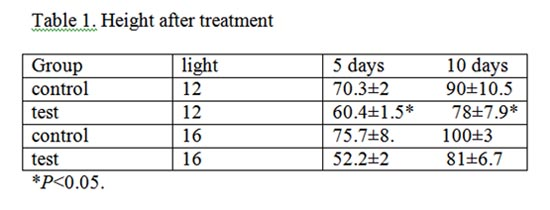 Table 1. Height after treatment
Group light 5 days 10 days
control 12 70.3±2 90±10.5
test 12 60.4±1.5* 78±7.9*
control 16 75.7±8. 100±3
test 16 52.2±2 81±6.7
*P<0.05.